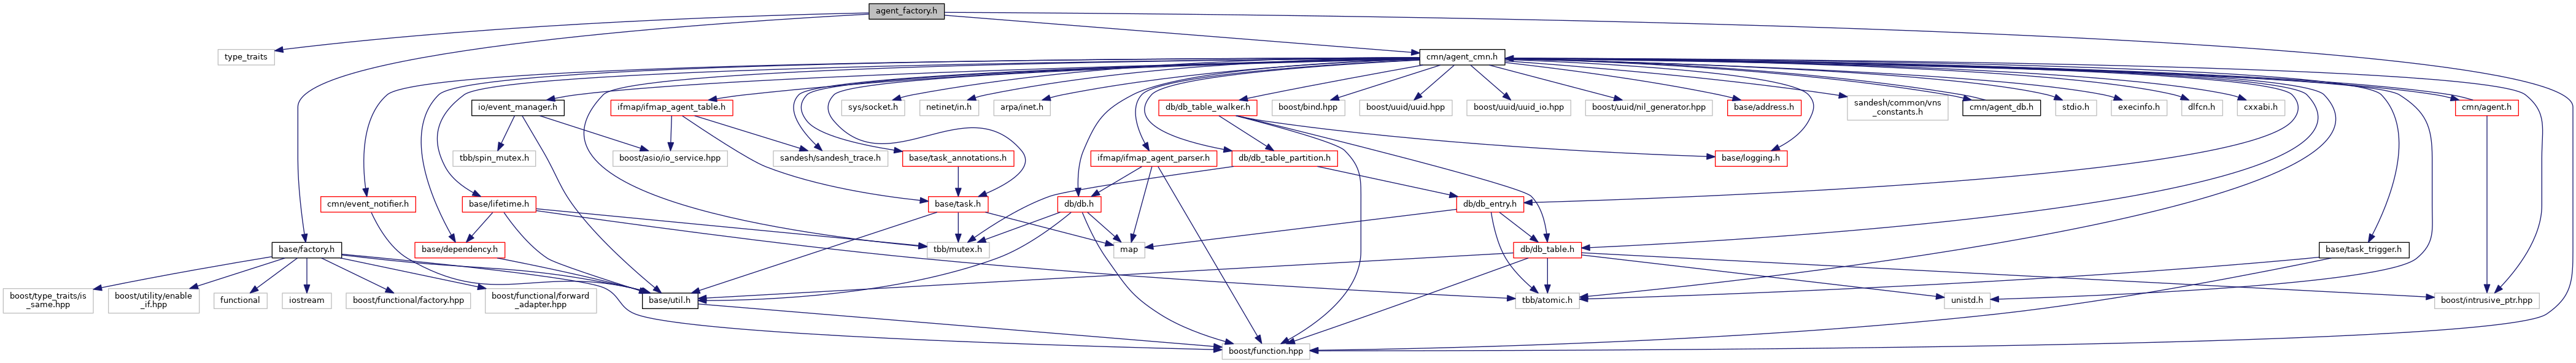 agent_factory.h
type_traits
cmn/agent_cmn.h
io/event_manager.h
ifmap/ifmap_agent_table.h
sys/socket.h
netinet/in.h
arpa/inet.h
db/db_table_walker.h
boost/bind.hpp
boost/uuid/uuid.hpp
boost/uuid/uuid_io.hpp
boost/uuid/nil_generator.hpp
base/address.h
sandesh/common/vns
_constants.h
cmn/agent_db.h
stdio.h
execinfo.h
dlfcn.h
cxxabi.h
cmn/agent.h
tbb/spin_mutex.h
boost/asio/io_service.hpp
sandesh/sandesh_trace.h
base/task_annotations.h
ifmap/ifmap_agent_parser.h
db/db_table_partition.h
base/logging.h
cmn/event_notifier.h
base/lifetime.h
base/task.h
db/db.h
db/db_entry.h
base/factory.h
base/dependency.h
tbb/mutex.h
map
db/db_table.h
base/task_trigger.h
boost/type_traits/is
_same.hpp
boost/utility/enable
_if.hpp
functional
iostream
boost/functional/factory.hpp
boost/functional/forward
_adapter.hpp
base/util.h
tbb/atomic.h
unistd.h
boost/intrusive_ptr.hpp
boost/function.hpp